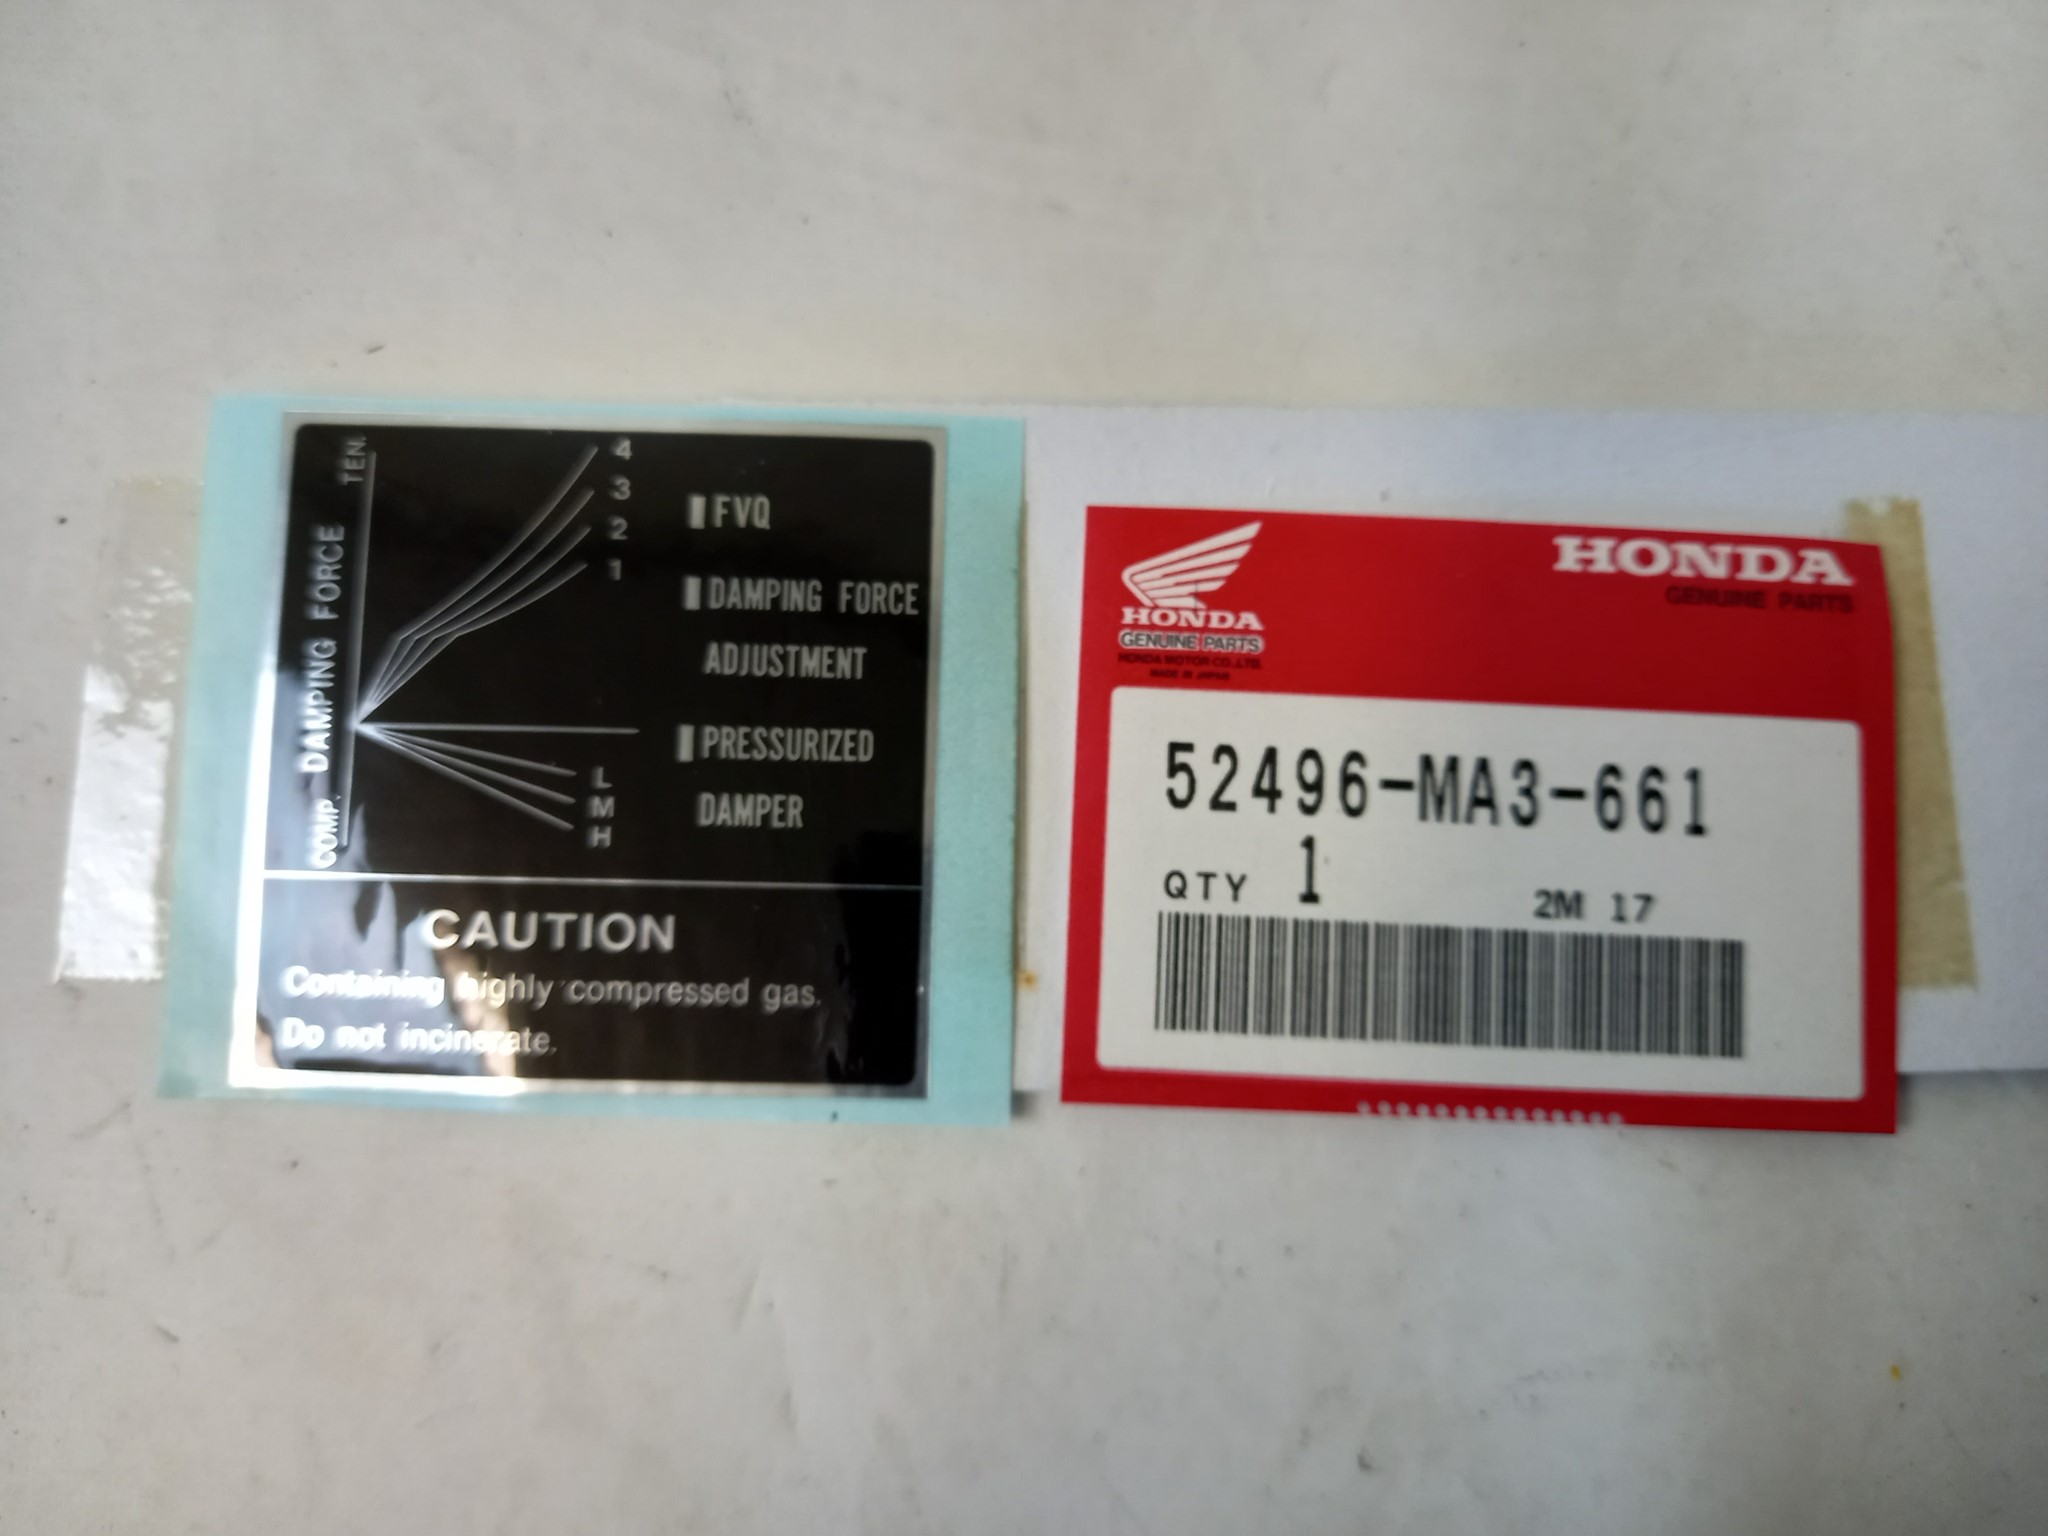 TEN.
DAMPING FORCE
COMP.
4
3
2
1
L
M
H
FVQ
DAMPING FORCE
ADJUSTMENT
PRESSURIZED
DAMPER
CAUTION
Containing highly compressed gas.
Do not incinerate.
HONDA
GENUINE PARTS
HONDA MOTOR CO.,LTD.
MADE IN JAPAN
HONDA
GENUINE PARTS
52496-MA3-661
QTY 1
2M 17